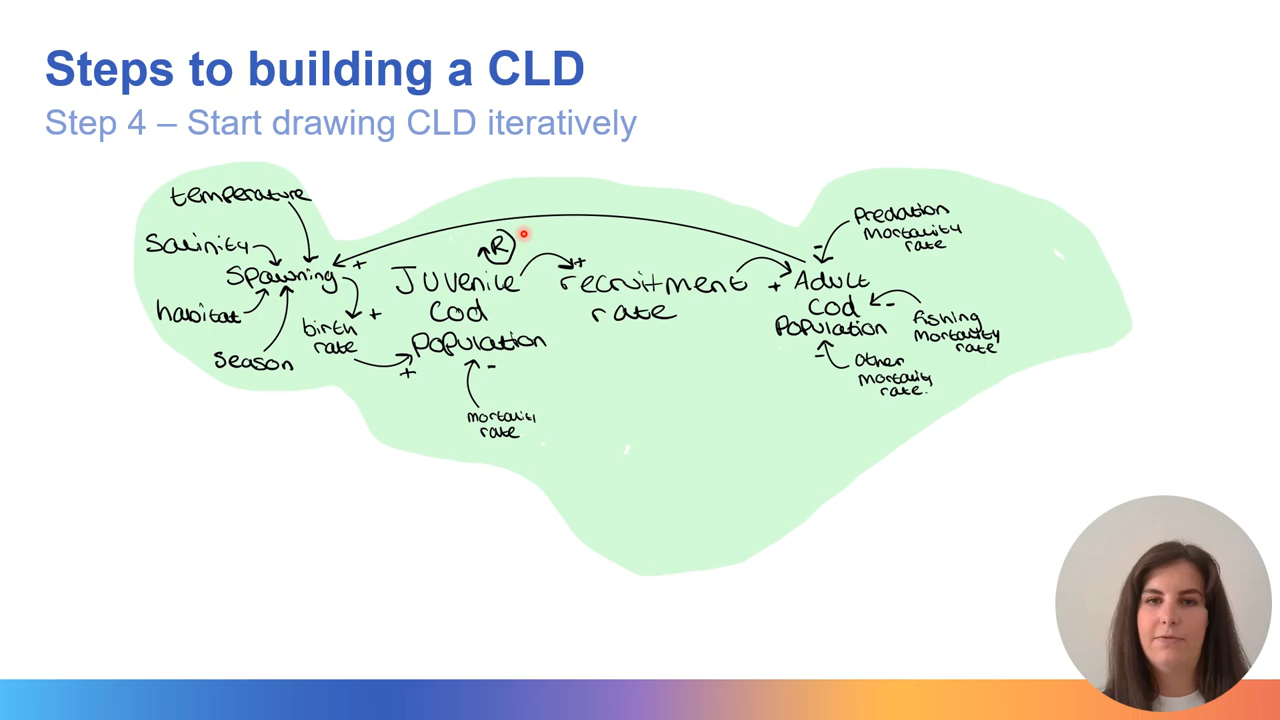 Steps to building a CLD
Step 4 – Start drawing CLD iteratively
temperature
Salinity
Spawning
habitat
Season
+
birth
rate
+
+
R
Juvenile
Cod
Population
-
mortality
rate
+
recruitment
rate
+
Adult
Cod
Population
-
Predation
mortality
rate
-
fishing
mortality
rate
-
Other
mortality
rate.